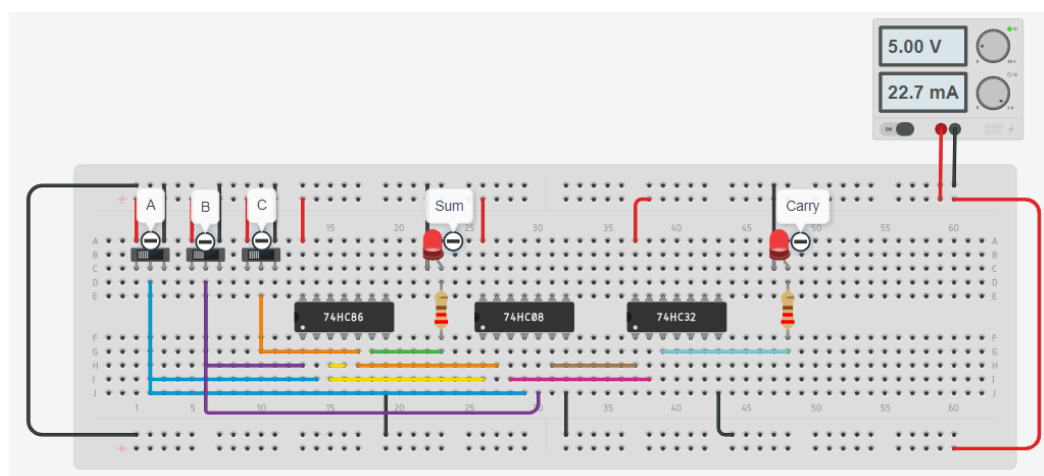 5.00 V
22.7 mA
ON
A
B
C
Sum
Carry
+
15 20 25 30 35 40 45 50 55 60
A A
B B
C C
D D
E E
74HC86
74HC08
74HC32
F F
G G
H H
I I
J J
1 5 10 15 20 25 30 35 40 45 50 55 60
+